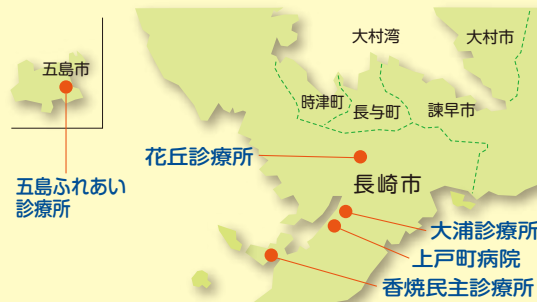 大村湾
大村市
五島市
時津町
長与町
諫早市
花丘診療所
長崎市
五島ふれあい
診療所
大浦診療所
上戸町病院
香焼民主診療所